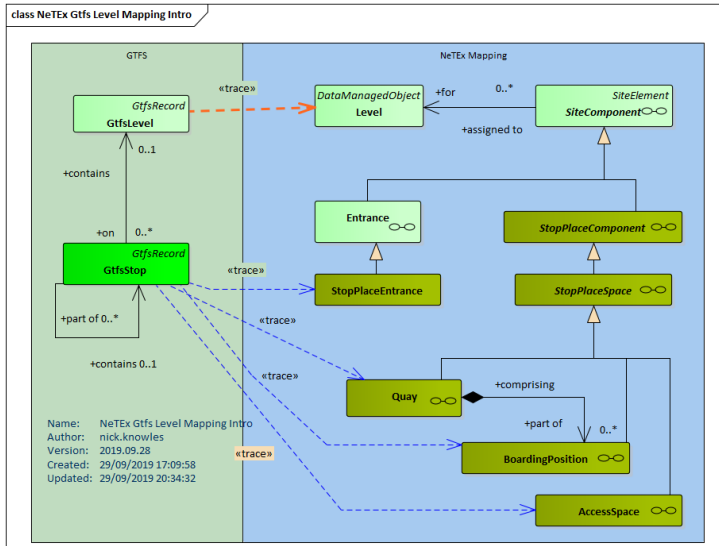 class NeTEx Gtfs Level Mapping Intro
GTFS
NeTEx Mapping
«trace»
GtfsRecord
GtfsLevel
DataManagedObject
Level
+for
0..*
+assigned to
SiteElement
SiteComponent
0..1
+contains
+on
0..*
GtfsRecord
GtfsStop
Entrance
StopPlaceComponent
«trace»
StopPlaceEntrance
StopPlaceSpace
+part of 0..*
+contains 0..1
«trace»
Quay
+comprising
«trace»
+part of
0..*
Name: NeTEx Gtfs Level Mapping Intro
Author: nick.knowles
Version: 2019.09.28
Created: 29/09/2019 17:09:58
Updated: 29/09/2019 20:34:32
«trace»
BoardingPosition
AccessSpace